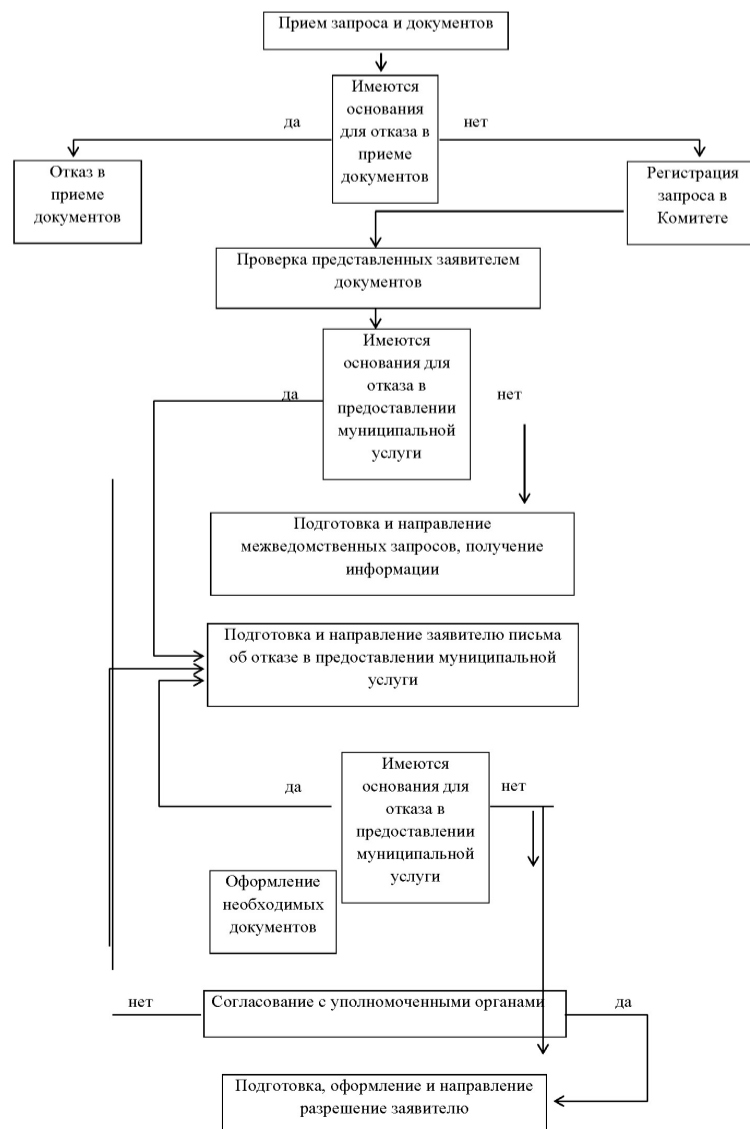 Прием запроса и документов
Имеются
основания
для отказа в
приеме
документов
да
нет
Отказ в
приеме
документов
Регистрация
запроса в
Комитете
Проверка представленных заявителем
документов
Имеются
основания для
отказа в
предоставлении
муниципальной
услуги
да
нет
Подготовка и направление
межведомственных запросов, получение
информации
Подготовка и направление заявителю письма
об отказе в предоставлении муниципальной
услуги
Имеются
основания для
отказа в
предоставлении
муниципальной
услуги
да
нет
Оформление
необходимых
документов
нет
Согласование с уполномоченными органами
да
Подготовка, оформление и направление
разрешение заявителю